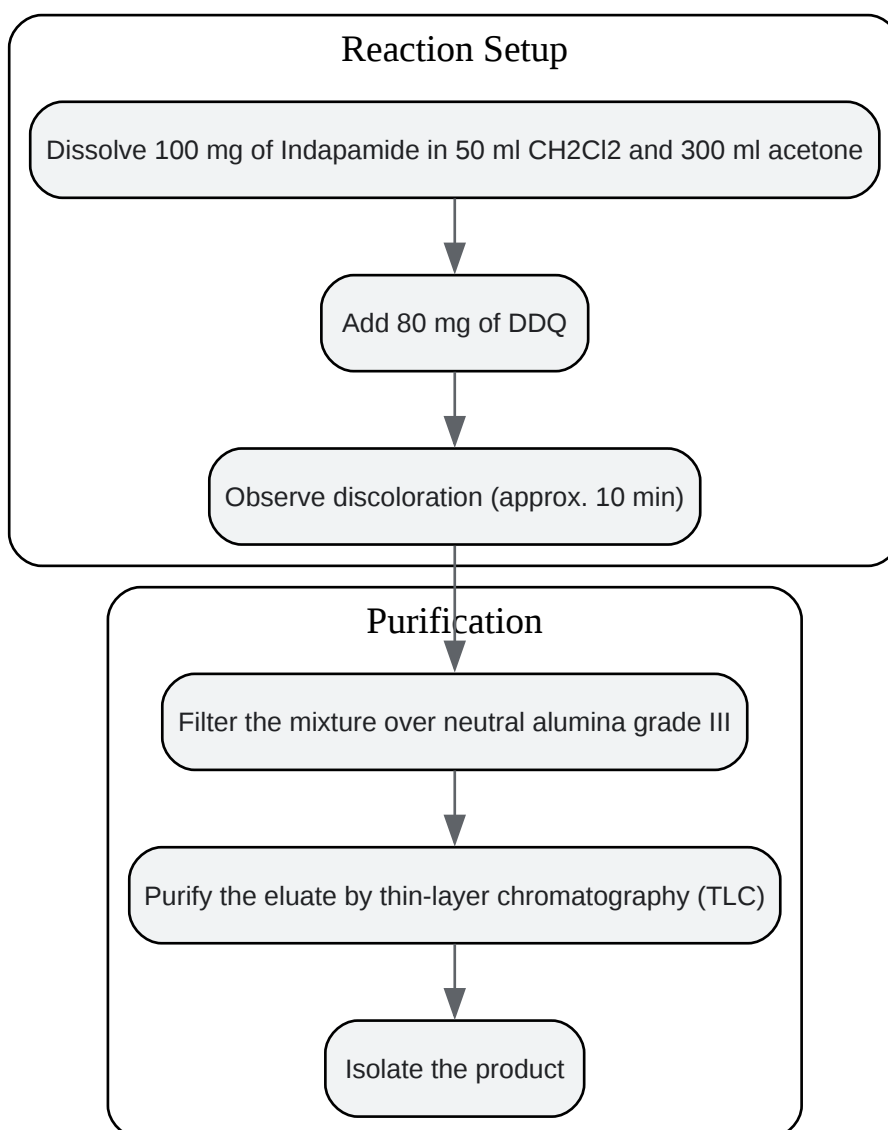 Reaction Setup
Dissolve 100 mg of Indapamide in 50 ml CH2Cl2 and 300 ml acetone
Add 80 mg of DDQ
Observe discoloration (approx. 10 min)
Purification
Filter the mixture over neutral alumina grade III
Purify the eluate by thin-layer chromatography (TLC)
Isolate the product